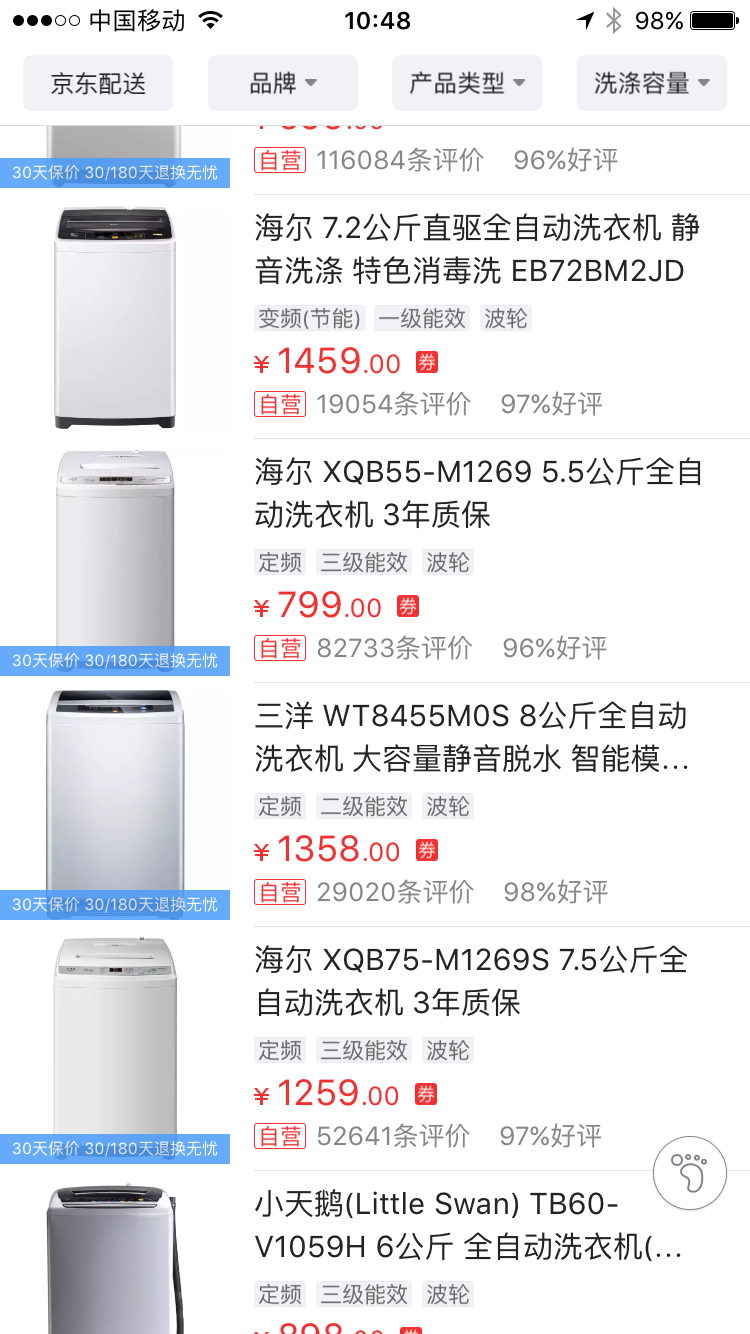 中国移动 10:48 98%
京东配送 品牌 产品类型 洗涤容量
30天保价 30/180天退换无忧
自营 116084条评价 96%好评
海尔 7.2公斤直驱全自动洗衣机 静
音洗涤 特色消毒洗 EB72BM2JD
变频(节能) 一级能效 波轮
¥ 1459.00 券
自营 19054条评价 97%好评
海尔 XQB55-M1269 5.5公斤全自
动洗衣机 3年质保
定频 三级能效 波轮
¥ 799.00 券
30天保价 30/180天退换无忧
自营 82733条评价 96%好评
三洋 WT8455M0S 8公斤全自动
洗衣机 大容量静音脱水 智能模…
定频 二级能效 波轮
¥ 1358.00 券
30天保价 30/180天退换无忧
自营 29020条评价 98%好评
海尔 XQB75-M1269S 7.5公斤全
自动洗衣机 3年质保
定频 三级能效 波轮
¥ 1259.00 券
30天保价 30/180天退换无忧
自营 52641条评价 97%好评
小天鹅(Little Swan) TB60-
V1059H 6公斤 全自动洗衣机(…
定频 三级能效 波轮
¥ 898.00 券